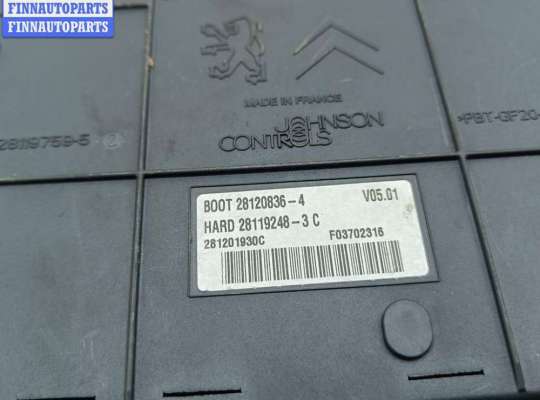 FINNAUTOPARTS
FINNAUTOPARTS
MADE IN FRANCE
JOHNSON
CONTROLS
28119759-5
>PBT-GF20-
BOOT 28120836-4 V05.01
HARD 28119248-3 C
281201930C F03702316